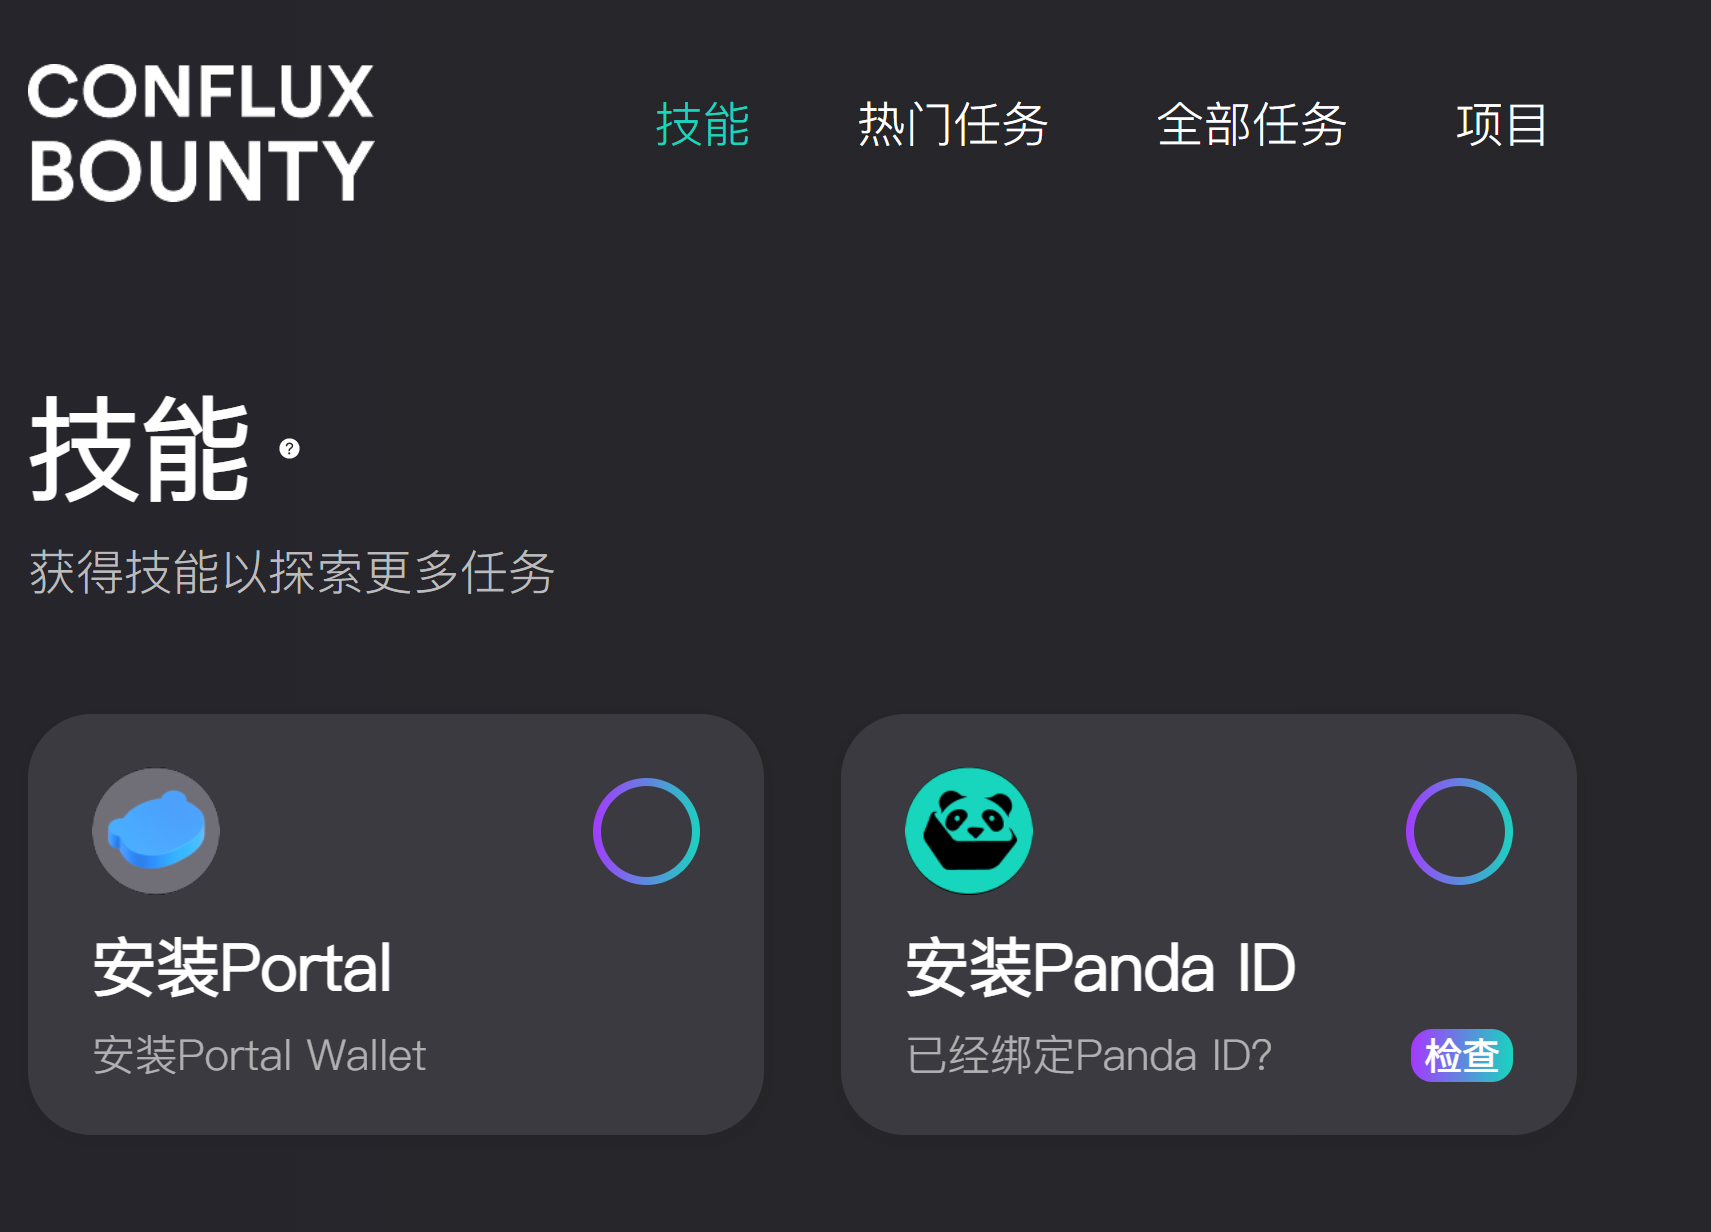 CONFLUX
BOUNTY
技能 热门任务 全部任务 项目
技能 ?
获得技能以探索更多任务
安装Portal
安装Portal Wallet
安装Panda ID
已经绑定Panda ID? 检查